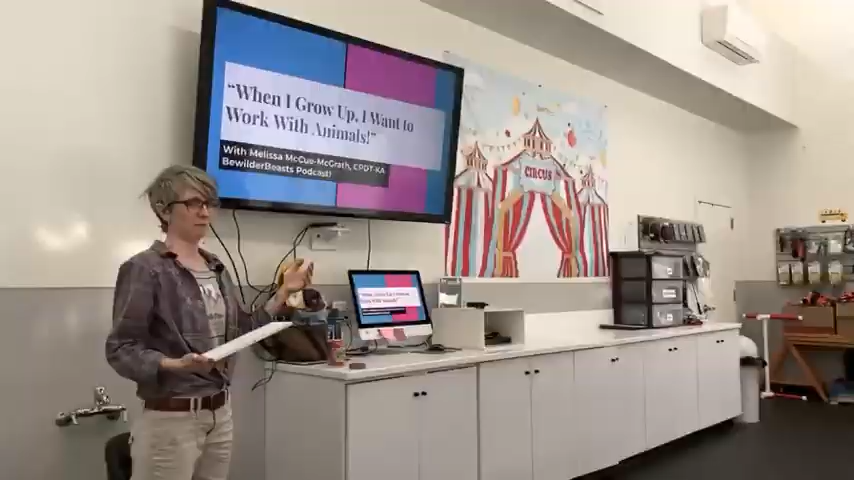 “When I Grow Up, I Want to
Work With Animals!”
With Melissa McCue-McGrath, CPDT-KA
BewilderBeasts Podcast!
CIRCUS